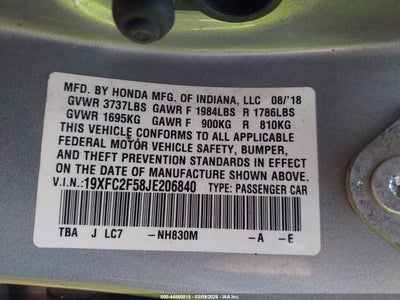 MFD. BY HONDA MFG. OF INDIANA, LLC 08/'18
GVWR 3737LBS GAWR F 1984LBS R 1786LBS
GVWR 1695KG GAWR F 900KG R 810KG
THIS VEHICLE CONFORMS TO ALL APPLICABLE
FEDERAL MOTOR VEHICLE SAFETY, BUMPER,
AND THEFT PREVENTION STANDARDS IN EFFECT
ON THE DATE OF MANUFACTURE SHOWN ABOVE.
V.I.N.: 19XFC2F58JE206840 TYPE: PASSENGER CAR
TBA J LC7 -NH830M -A -E
000-44560015 - 03/09/2026 - IAA Inc.